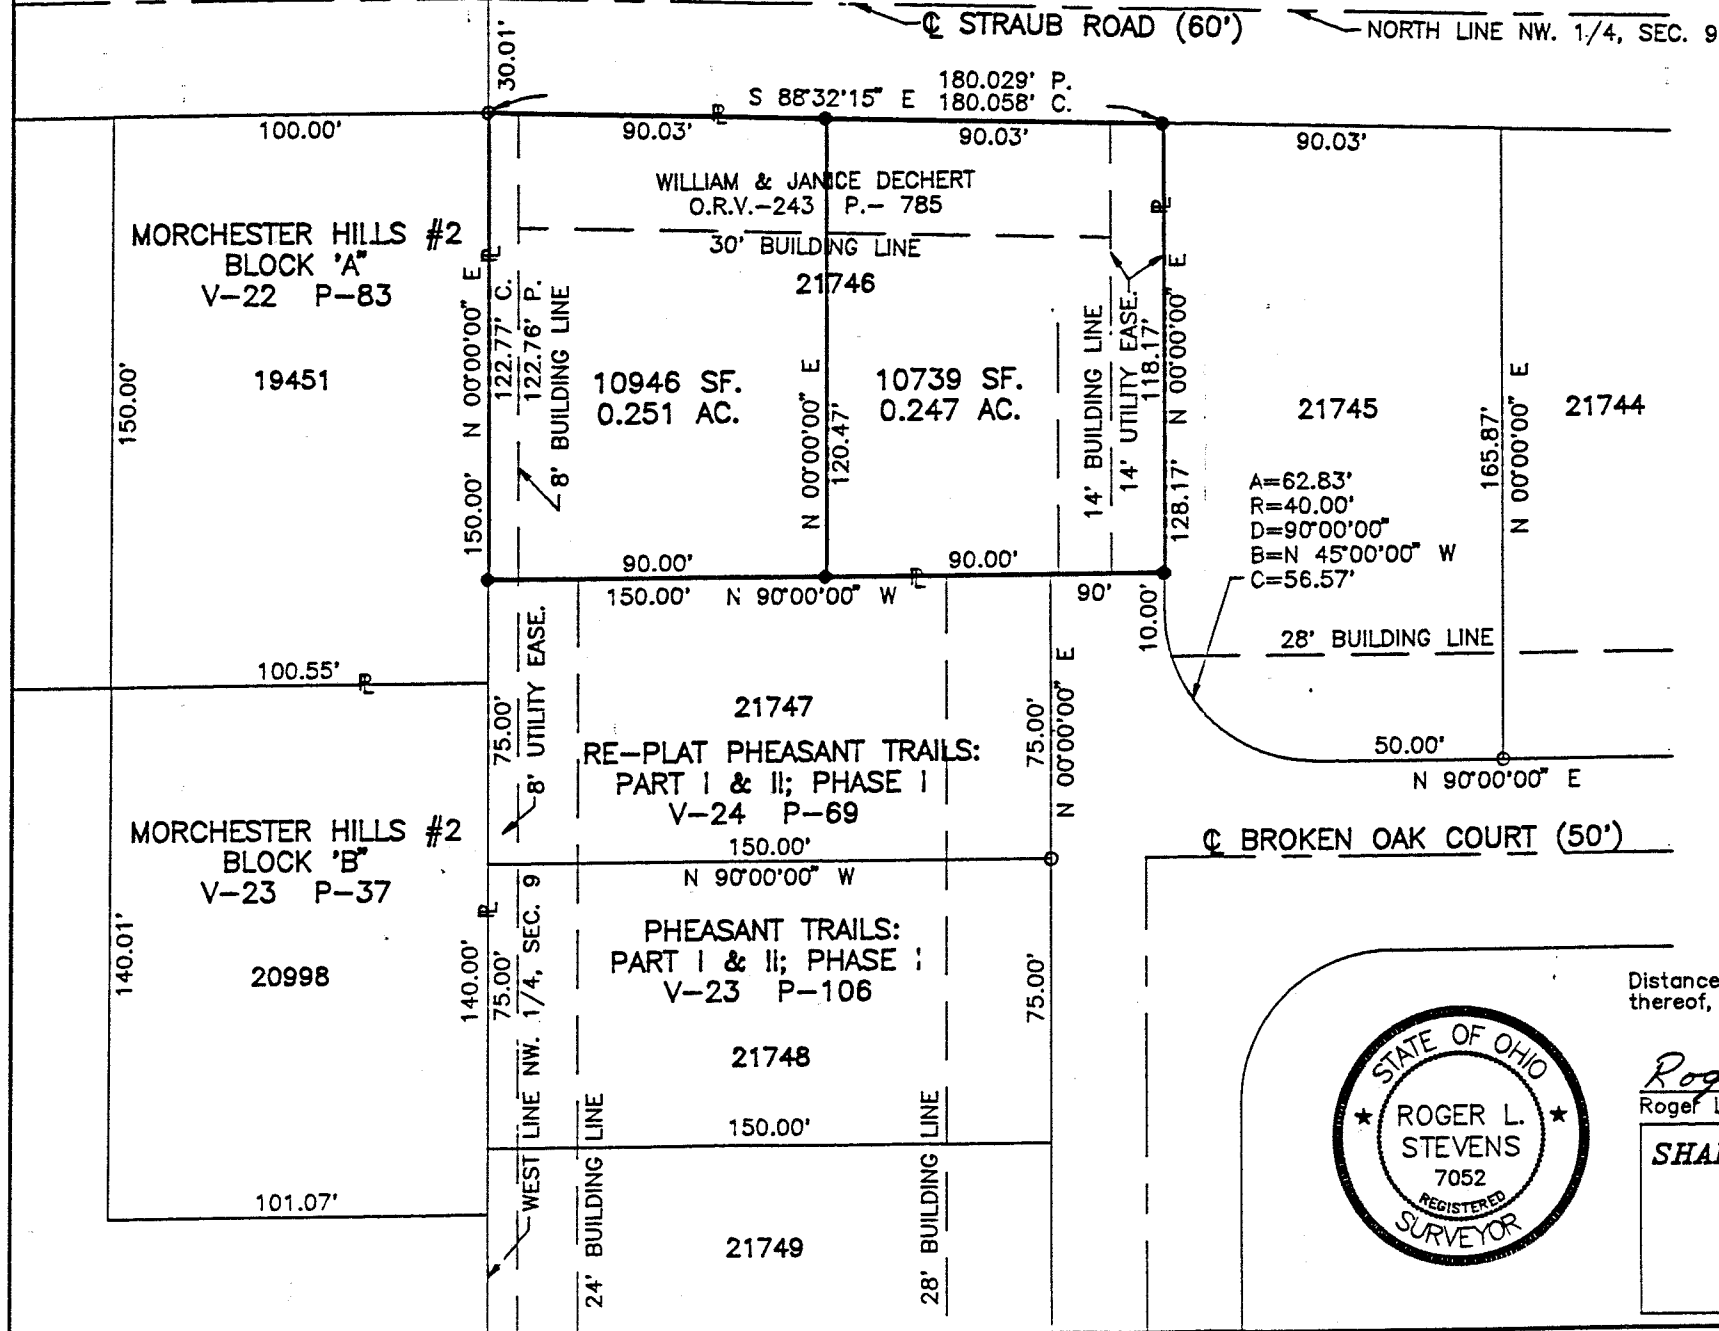 ℄ STRAUB ROAD (60')
NORTH LINE NW. 1/4, SEC. 9
30.01'
S 88°32'15" E
180.029' P.
180.058' C.
100.00'
90.03'
90.03'
90.03'
WILLIAM & JANICE DECHERT
O.R.V.-243 P.- 785
30' BUILDING LINE
21746
MORCHESTER HILLS #2
BLOCK 'A"
V-22 P-83
19451
150.00'
150.00' N 00°00'00" E
122.77' C.
122.76' P.
8' BUILDING LINE
10946 SF.
0.251 AC.
N 00°00'00" E
120.47'
10739 SF.
0.247 AC.
14' BUILDING LINE
14' UTILITY EASE.
118.17'
128.17' N 00°00'00" E
21745
165.87'
N 00°00'00" E
21744
A=62.83'
R=40.00'
D=90°00'00"
B=N 45°00'00" W
C=56.57'
90.00'
90.00'
150.00' N 90°00'00" W
90'
10.00'
28' BUILDING LINE
100.55'
75.00'
8' UTILITY EASE.
21747
RE-PLAT PHEASANT TRAILS:
PART I & II; PHASE I
V-24 P-69
150.00'
N 90°00'00" W
75.00'
N 00°00'00" E
50.00'
N 90°00'00" E
℄ BROKEN OAK COURT (50')
MORCHESTER HILLS #2
BLOCK 'B"
V-23 P-37
20998
140.01'
140.00'
75.00'
WEST LINE NW. 1/4, SEC. 9
PHEASANT TRAILS:
PART I & II; PHASE I
V-23 P-106
21748
75.00'
150.00'
101.07'
24' BUILDING LINE
21749
28' BUILDING LINE
Distance
thereof,
STATE OF OHIO
ROGER L.
STEVENS
7052
REGISTERED
SURVEYOR
Rog
Roger L
SHA